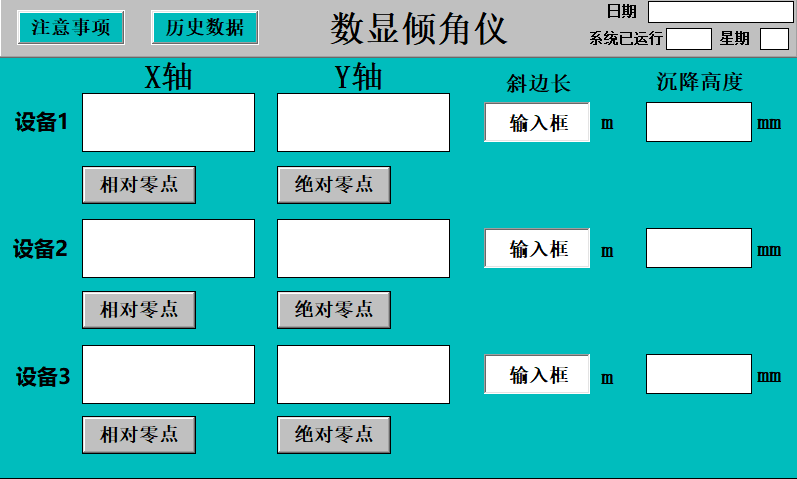 注意事项 历史数据 数显倾角仪 日期
系统已运行 星期
X轴 Y轴 斜边长 沉降高度
设备1 输入框 m mm
相对零点 绝对零点
设备2 输入框 m mm
相对零点 绝对零点
设备3 输入框 m mm
相对零点 绝对零点